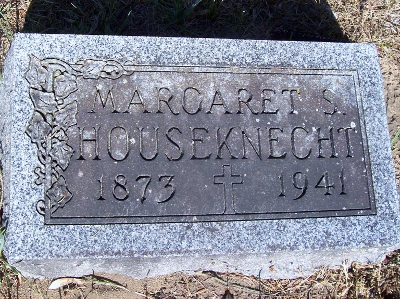 MARGARET S.
HOUSEKNECHT
1873 1941